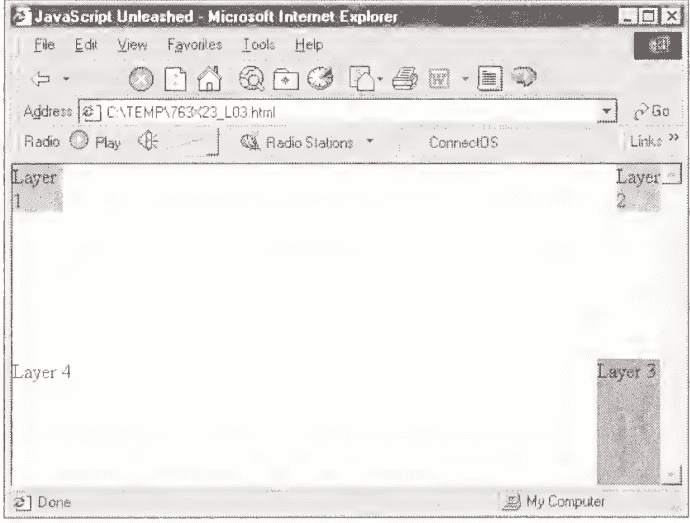 JavaScript Unleashed - Microsoft Internet Explorer
File Edit View Favorites Tools Help
Address C:\TEMP\763X23_L03.html Go
Radio Play Radio Stations ConnectOS Links »
Layer 1
Layer 2
Layer 4
Layer 3
Done My Computer